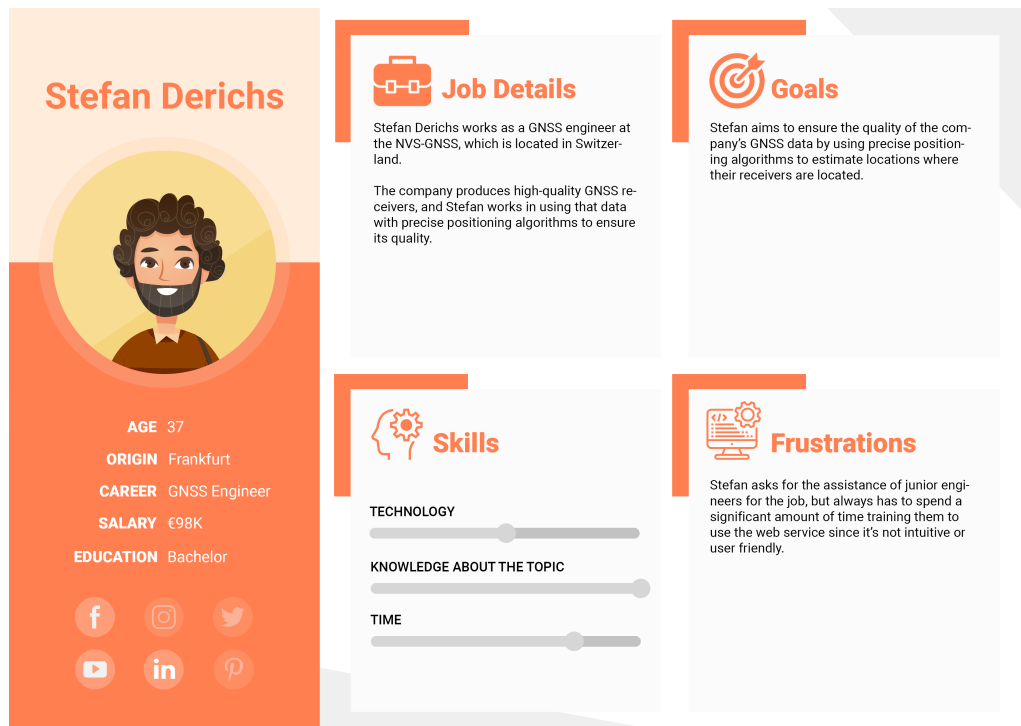 Stefan Derichs
AGE 37
ORIGIN Frankfurt
CAREER GNSS Engineer
SALARY €98K
EDUCATION Bachelor
Job Details
Stefan Derichs works as a GNSS engineer at
the NVS-GNSS, which is located in Switzer-
land.
The company produces high-quality GNSS re-
ceivers, and Stefan works in using that data
with precise positioning algorithms to ensure
its quality.
Goals
Stefan aims to ensure the quality of the com-
pany's GNSS data by using precise position-
ing algorithms to estimate locations where
their receivers are located.
Skills
TECHNOLOGY
KNOWLEDGE ABOUT THE TOPIC
TIME
Frustrations
Stefan asks for the assistance of junior engi-
neers for the job, but always has to spend a
significant amount of time training them to
use the web service since it's not intuitive or
user friendly.